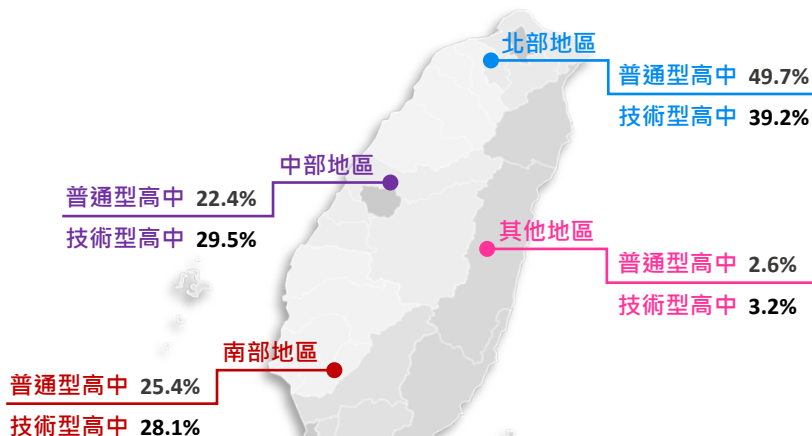 北部地區
普通型高中 49.7%
技術型高中 39.2%
中部地區
普通型高中 22.4%
技術型高中 29.5%
其他地區
普通型高中 2.6%
技術型高中 3.2%
南部地區
普通型高中 25.4%
技術型高中 28.1%